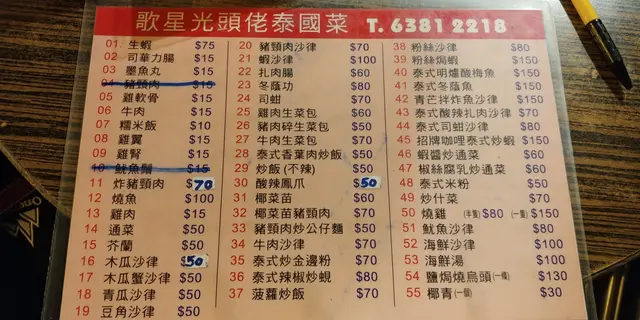 歌星光頭佬泰國菜 T. 6381 2218
01. 生蝦 $75
02 司華力腸 $15
03 墨魚丸 $15
04 豬頸肉 $15
05 雞軟骨 $15
06 牛肉 $15
07 糯米飯 $10
08 雞翼 $15
09 雞腎 $15
10 魷魚鬚 $15
11 炸豬頸肉 $70
12 燒魚 $100
13 雞肉 $15
14 通菜 $50
15 芥蘭 $50
16 木瓜沙律 $50
17 木瓜蟹沙律 $50
18 青瓜沙律 $50
19 豆角沙律 $50
20 豬頸肉沙律 $70
21 蝦沙律 $100
22 扎肉腸 $60
23 冬蔭功 $80
24 司蚶 $70
25 雞肉生菜包 $60
26 豬肉碎生菜包 $50
27 牛肉生菜包 $70
28 泰式香葉肉炒飯 $50
29 炒飯(不辣) $50
30 酸辣鳳爪 $50
31 椰菜苗 $60
32 椰菜苗豬頸肉 $70
33 豬頸肉炒公仔麵 $50
34 牛肉沙律 $70
35 泰式炒金邊粉 $70
36 泰式辣椒炒蜆 $80
37 菠蘿炒飯 $70
38 粉絲沙律 $80
39 粉絲焗蝦 $150
40 泰式明爐酸梅魚 $150
41 泰式冬蔭魚 $150
42 青芒拌炸魚沙律 $150
43 泰式酸辣扎肉沙律 $70
44 泰式司蚶沙律 $80
45 招牌咖哩泰式炒蝦 $150
46 蝦醬炒通菜 $60
47 椒絲腐乳炒通菜 $60
48 泰式米粉 $50
49 炒什菜 $70
50 燒雞 (半隻) $80 (一隻) $150
51 魷魚沙律 $80
52 海鮮沙律 $100
53 海鮮湯 $100
54 鹽焗燒烏頭(一條) $130
55 椰青(一個) $30